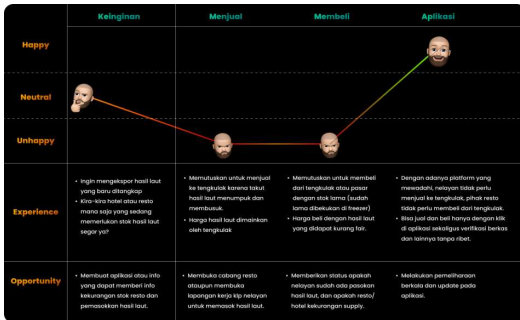 Keinginan
Menjual
Membeli
Aplikasi
Happy
Neutral
Unhappy
Experience
• Ingin mengekspor hasil laut
yang baru ditangkap
• Kira-kira hotel atau resto
mana saja yang sedang
memerlukan stok hasil laut
segar ya?
• Memutuskan untuk menjual
ke tengkulak karena takut
hasil laut menumpuk dan
membusuk.
• Harga hasil laut dimainkan
oleh tengkulak
• Memutuskan untuk membeli
dari tengkulak atau pasar
dengan stok lama (sudah
lama dibekukan di freezer)
• Harga beli dengan hasil laut
yang didapat kurang fair.
• Dengan adanya platform yang
mewadahi, nelayan tidak perlu
menjual ke tengkulak, pihak resto
tidak perlu membeli dari tengkulak.
• Bisa jual dan beli hanya dengan klik
di aplikasi sekaligus verifikasi berkas
dan lainnya tanpa ribet.
Opportunity
• Membuat aplikasi atau info
yang dapat memberi info
kekurangan stok resto dan
pemasokkan hasil laut.
• Membuka cabang resto
ataupun membuka
lapangan kerja klp nelayan
untuk memasok hasil laut.
• Memberikan status apakah
nelayan sudah ada pasokan
hasil laut, dan apakah resto/
hotel kekurangan supply.
• Melakukan pemeliharaan
berkala dan update pada
aplikasi.